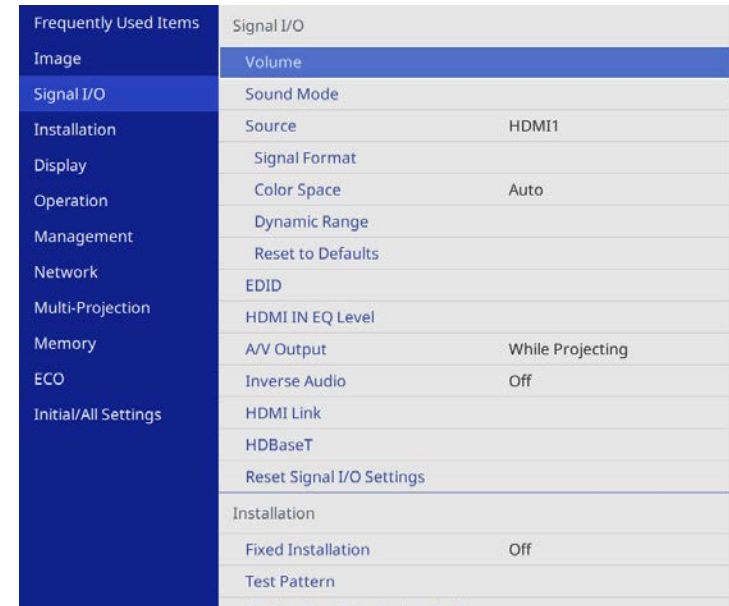 Frequently Used Items
Image
Signal I/O
Installation
Display
Operation
Management
Network
Multi-Projection
Memory
ECO
Initial/All Settings
Signal I/O
Volume
Sound Mode
Source HDMI1
Signal Format
Color Space Auto
Dynamic Range
Reset to Defaults
EDID
HDMI IN EQ Level
A/V Output While Projecting
Inverse Audio Off
HDMI Link
HDBaseT
Reset Signal I/O Settings
Installation
Fixed Installation Off
Test Pattern